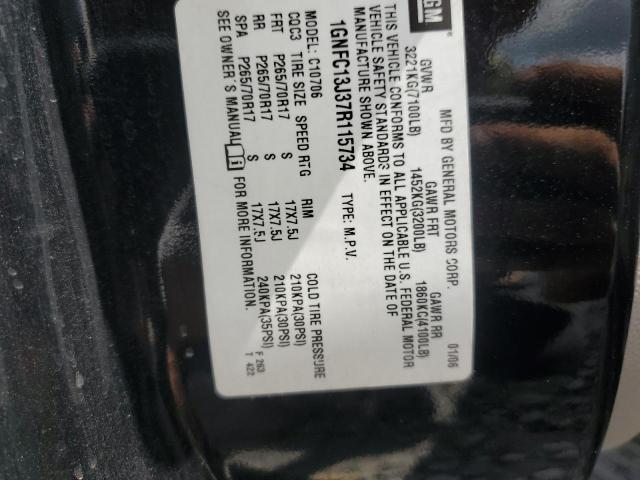 GM
MFD BY GENERAL MOTORS CORP. 01/06
GVWR GAWR FRT GAWR RR
3221KG(7100LB) 1452KG(3200LB) 1860KG(4100LB)
THIS VEHICLE CONFORMS TO ALL APPLICABLE U.S. FEDERAL MOTOR
VEHICLE SAFETY STANDARDS IN EFFECT ON THE DATE OF
MANUFACTURE SHOWN ABOVE.
1GNFC13J37R115734 TYPE: M.P.V.
MODEL: C10706
CQC3 TIRE SIZE SPEED RTG RIM COLD TIRE PRESSURE
FRT P265/70R17 S 17X7.5J 210KPA(30PSI)
RR P265/70R17 S 17X7.5J 210KPA(30PSI)
SPA P265/70R17 S 17X7.5J 240KPA(35PSI)
SEE OWNER'S MANUAL FOR MORE INFORMATION.
F 263
T 422